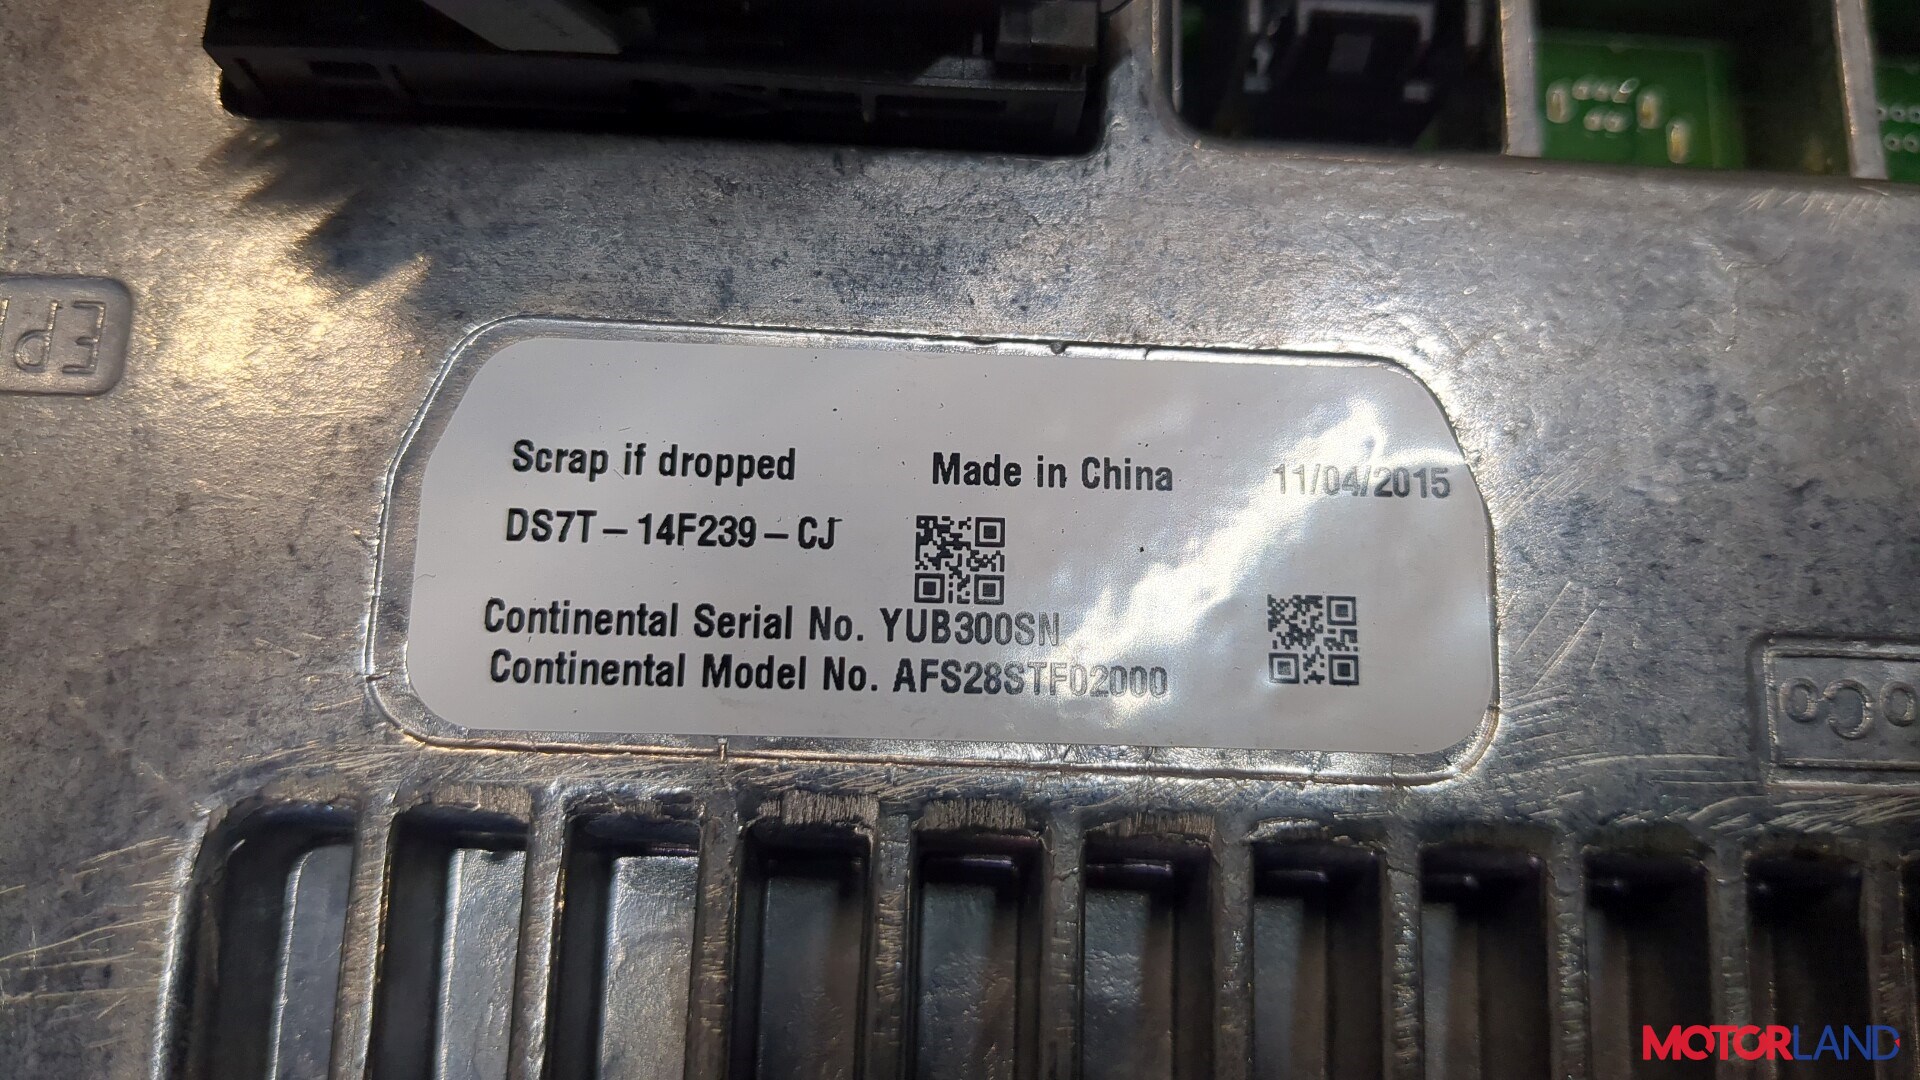 Scrap if dropped Made in China 11/04/2015
DS7T-14F239-CJ
Continental Serial No. YUB300SN
Continental Model No. AFS28STF02000
MOTORLAND